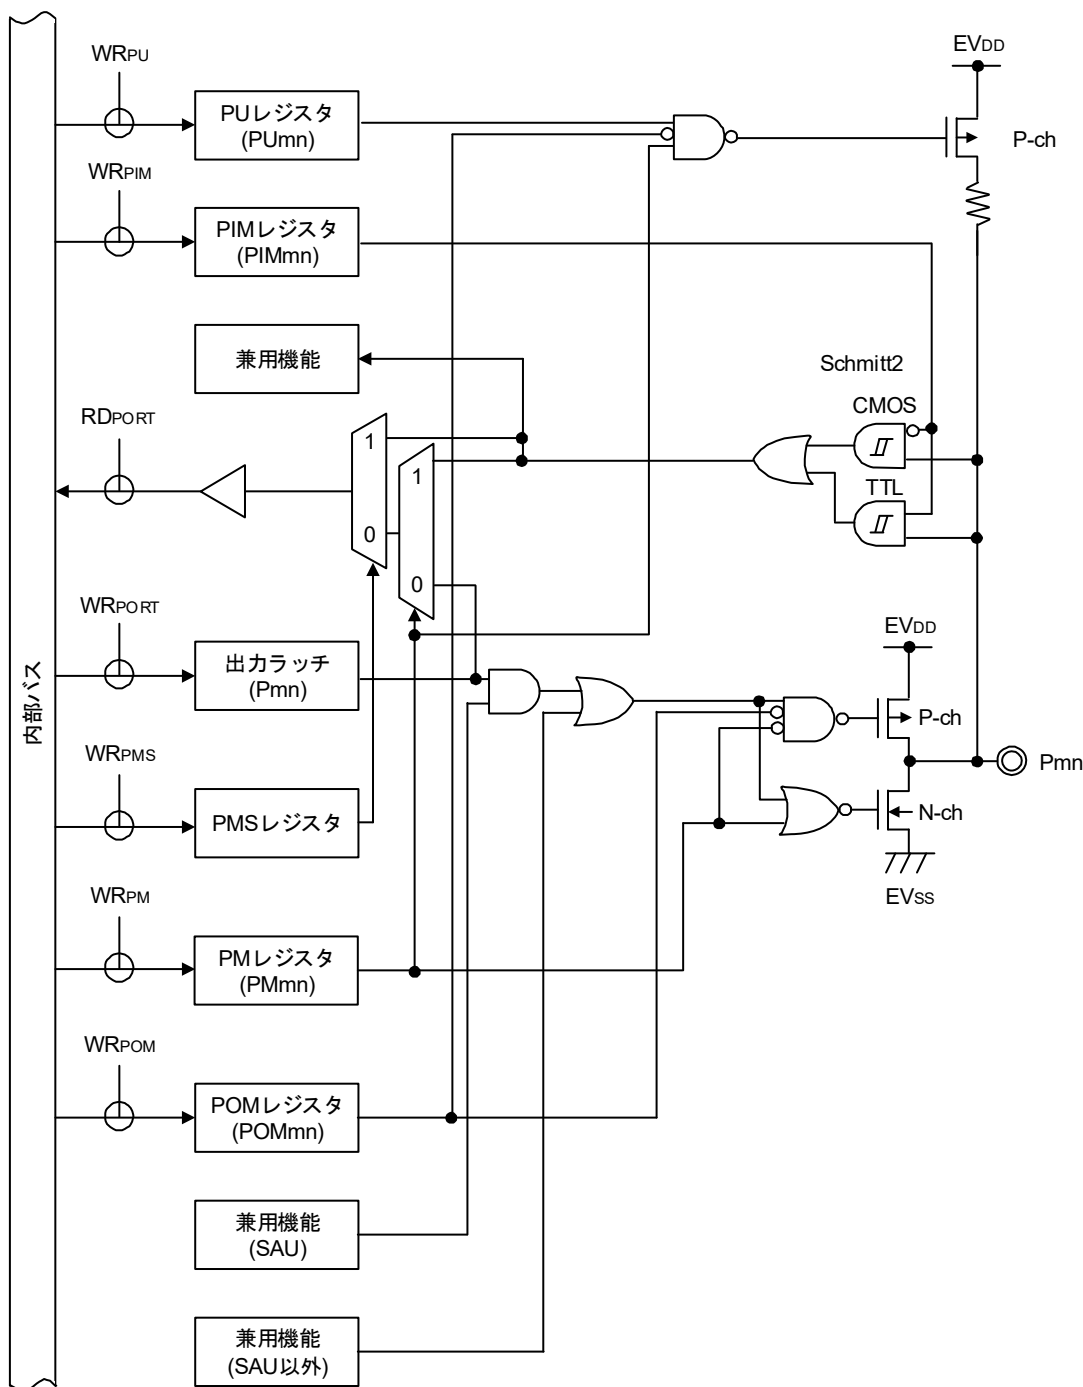 WRPU
EVDD
PUレジスタ
(PUmn)
P-ch
WRPIM
PIMレジスタ
(PIMmn)
兼用機能
Schmitt2
CMOS
RDPORT
1
1
TTL
0
0
WRPORT
EVDD
出力ラッチ
(Pmn)
内部バス
P-ch
WRPMS
Pmn
PMSレジスタ
N-ch
WRPM
EVSS
PMレジスタ
(PMmn)
WRPOM
POMレジスタ
(POMmn)
兼用機能
(SAU)
兼用機能
(SAU以外)